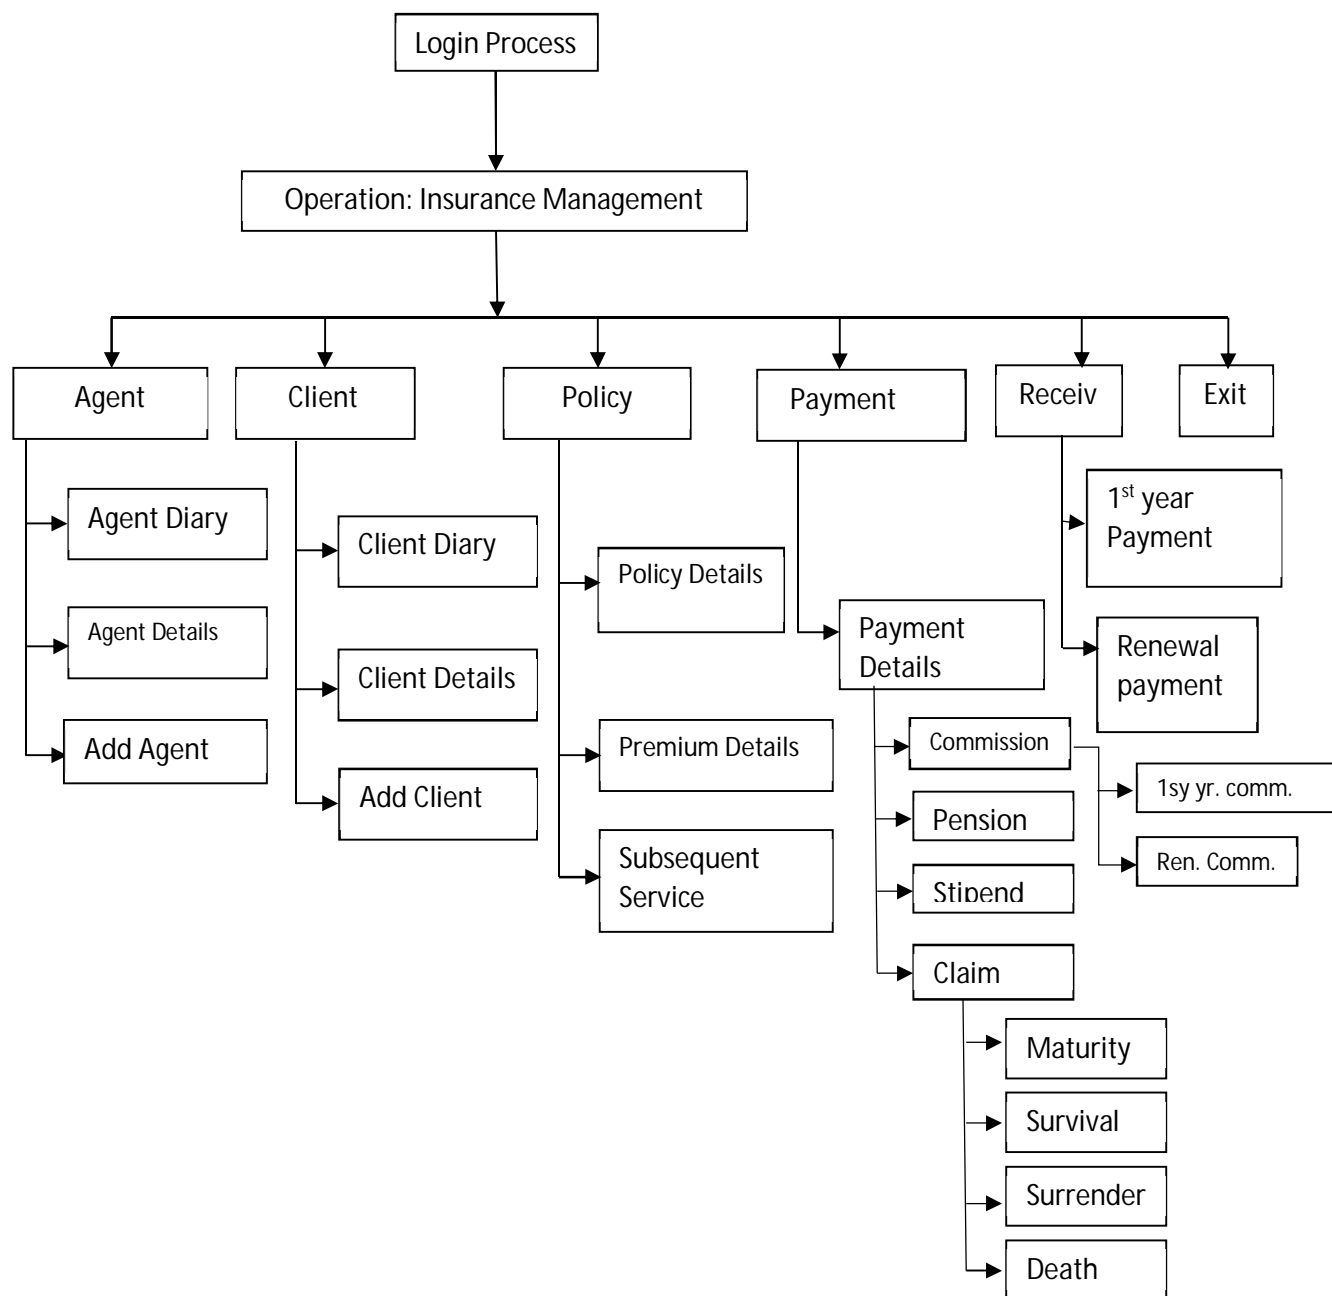 Login Process
Operation: Insurance Management
Agent
Client
Policy
Payment
Receiv
Exit
Agent Diary
Agent Details
Add Agent
Client Diary
Client Details
Add Client
Policy Details
Premium Details
Subsequent
Service
Payment
Details
Commission
Pension
Stipend
Claim
1sy yr. comm.
Ren. Comm.
Maturity
Survival
Surrender
Death
1st year
Payment
Renewal
payment